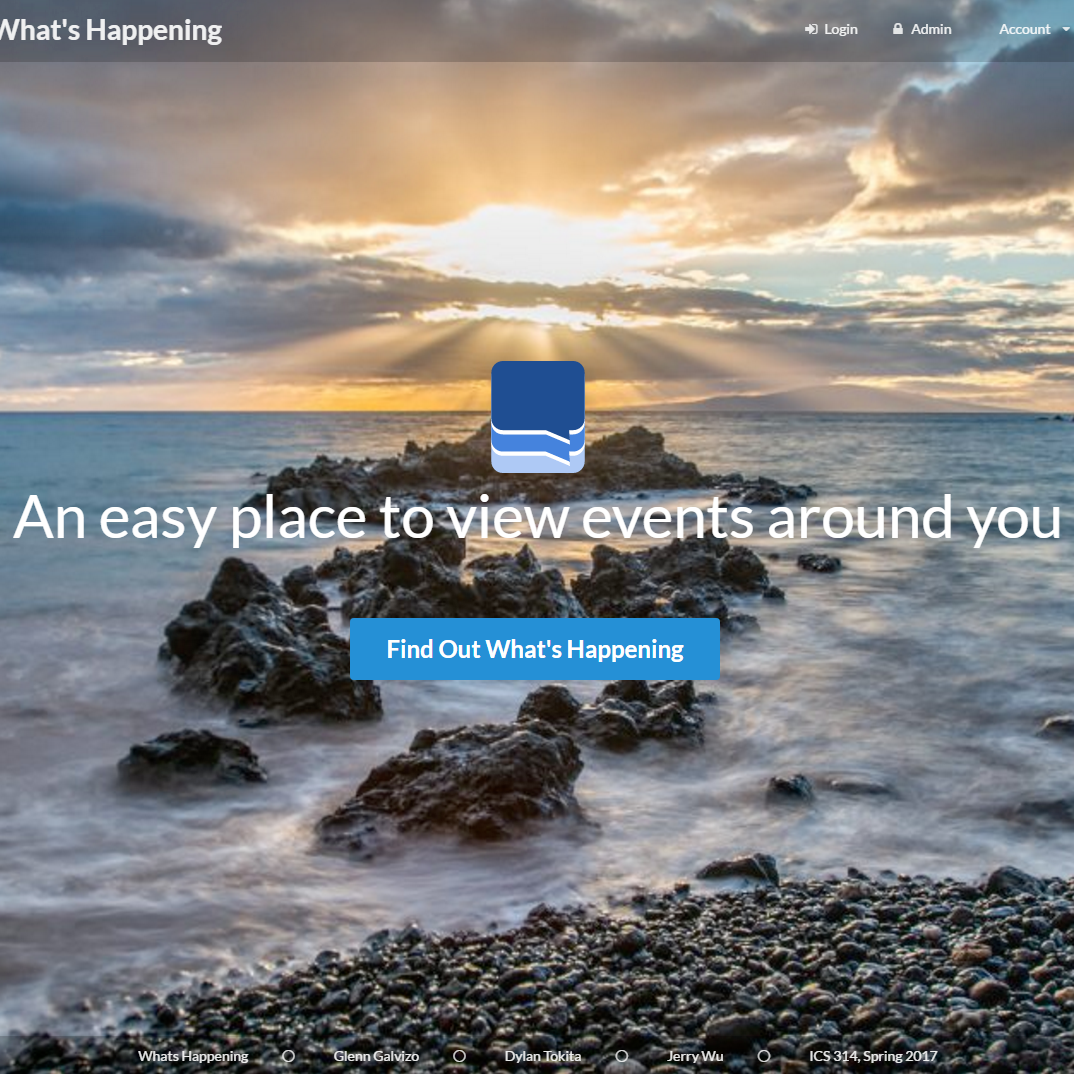 What's Happening
Login Admin Account
An easy place to view events around you
Find Out What's Happening
Whats Happening Glenn Galvizo Dylan Tokita Jerry Wu ICS 314, Spring 2017